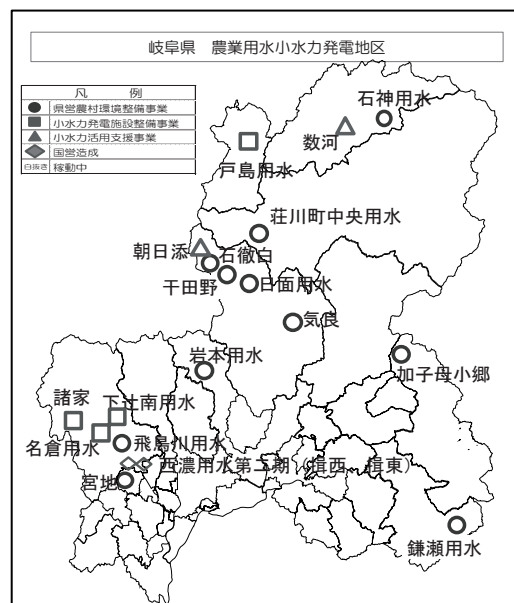 岐阜県 農業用水小水力発電地区
凡 例
県営農村環境整備事業
小水力発電施設整備事業
小水力活用支援事業
国営造成
白抜き 稼動中
石神用水
数河
戸島用水
荘川町中央用水
朝日添
石徹白
干田野
日面用水
気良
岩本用水
加子母小郷
諸家
下辻南用水
名倉用水
飛鳥川用水
西濃用水第二期(揖西、揖東)
宮地
鎌瀬用水